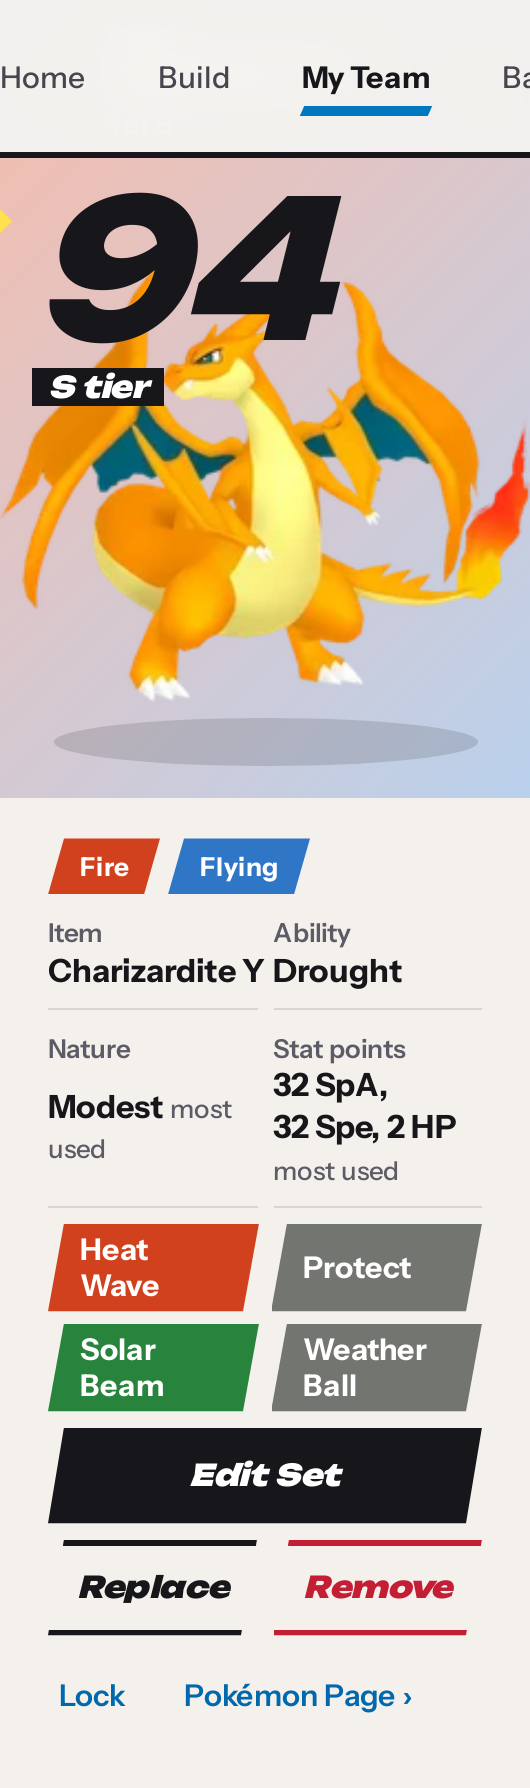 Home Build My Team Ba
94
S tier
Fire Flying
Item Ability
Charizardite Y Drought
Nature Stat points
Modest most used
32 SpA,
32 Spe, 2 HP
most used
Heat Wave
Protect
Solar Beam
Weather Ball
Edit Set
Replace Remove
Lock Pokémon Page ›